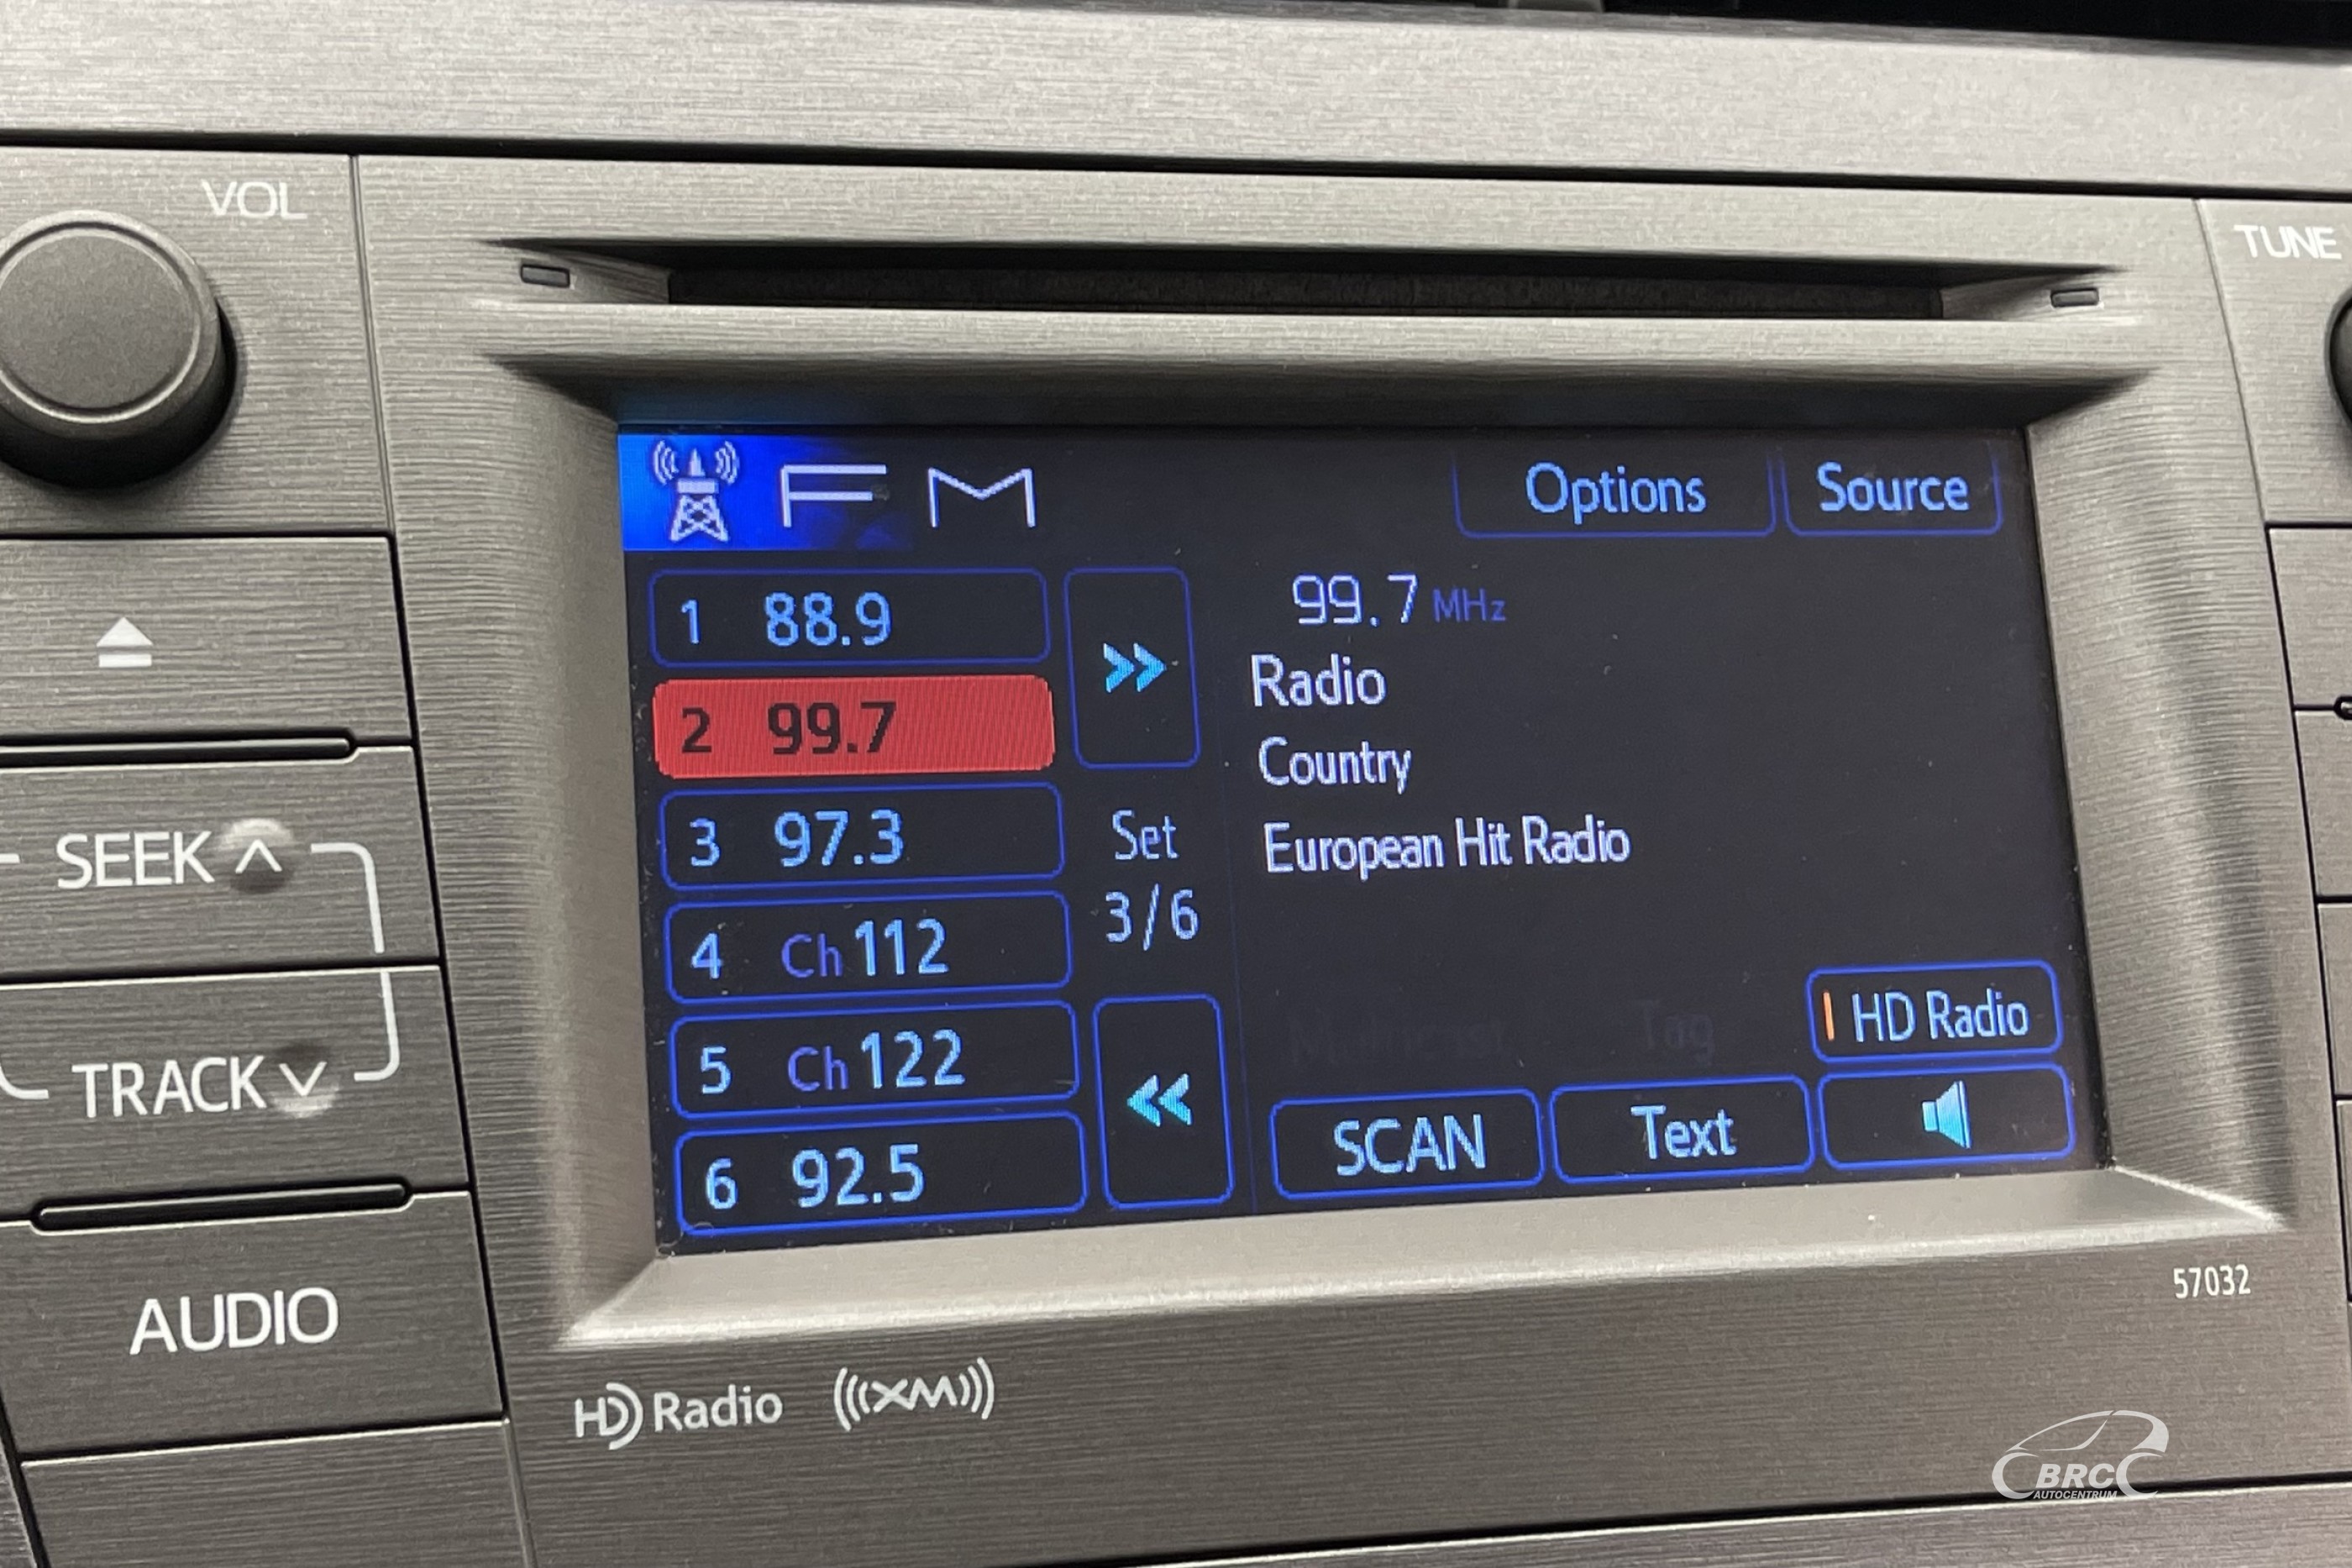 VOL
TUNE
FM
Options
Source
1 88.9
99.7 MHz
2 99.7
Radio
Country
3 97.3
Set
European Hit Radio
SEEK
3/6
4 Ch 112
Tag
HD Radio
5 Ch 122
TRACK
SCAN
Text
6 92.5
AUDIO
57032
HD Radio
((XM))
BRC
AUTOCENTRUM